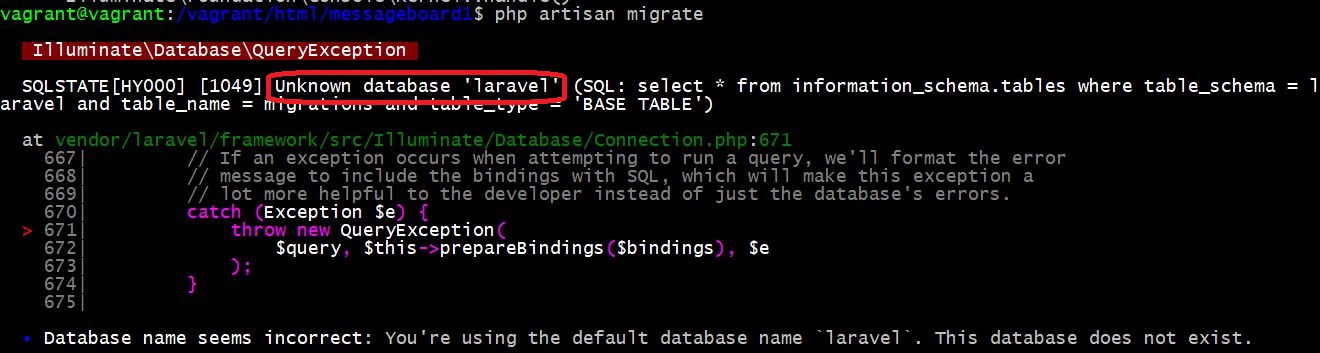 vagrant@vagrant:/vagrant/html/messageboard1$ php artisan migrate
Illuminate\Database\QueryException
SQLSTATE[HY000] [1049] Unknown database 'laravel' (SQL: select * from information_schema.tables where table_schema = l
aravel and table_name = migrations and table_type = 'BASE TABLE')
at vendor/laravel/framework/src/Illuminate/Database/Connection.php:671
667| // If an exception occurs when attempting to run a query, we'll format the error
668| // message to include the bindings with SQL, which will make this exception a
669| // lot more helpful to the developer instead of just the database's errors.
670| catch (Exception $e) {
> 671| throw new QueryException(
672| $query, $this->prepareBindings($bindings), $e
673| );
674| }
675|
• Database name seems incorrect: You're using the default database name `laravel`. This database does not exist.